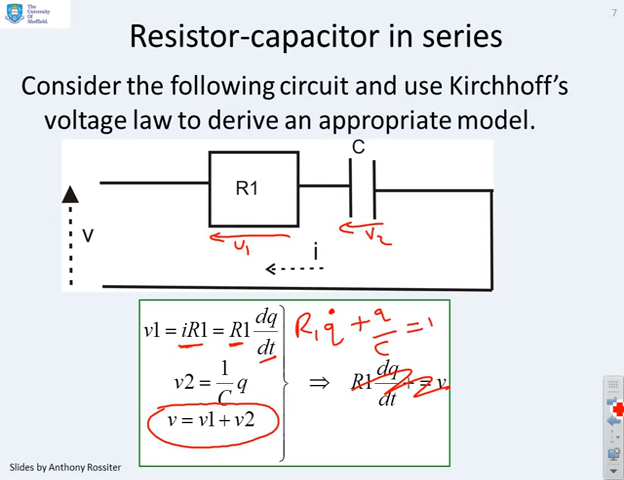 The
University
Of
Sheffield.
7
Resistor-capacitor in series
Consider the following circuit and use Kirchhoff's
voltage law to derive an appropriate model.
C
R1
v
v₁
v₂
i
v1 = iR1 = R1 dq/dt
R₁ q̇ + q/C =
v2 = 1/C q
⇒ R1 dq/dt + = v
v = v1 + v2
Slides by Anthony Rossiter